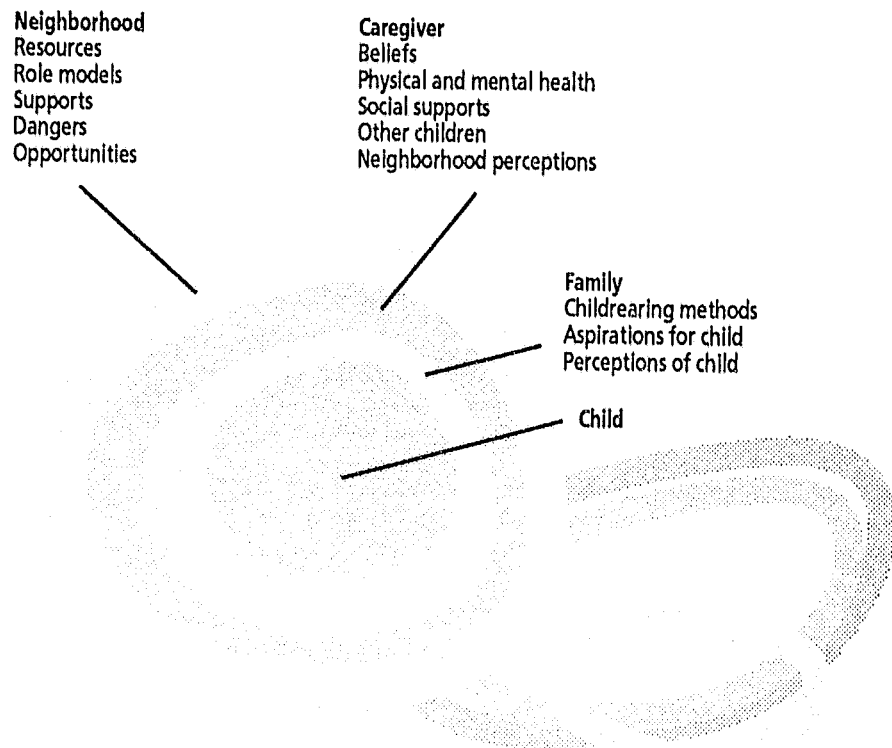 Neighborhood
Resources
Role models
Supports
Dangers
Opportunities
Caregiver
Beliefs
Physical and mental health
Social supports
Other children
Neighborhood perceptions
Family
Childrearing methods
Aspirations for child
Perceptions of child
Child